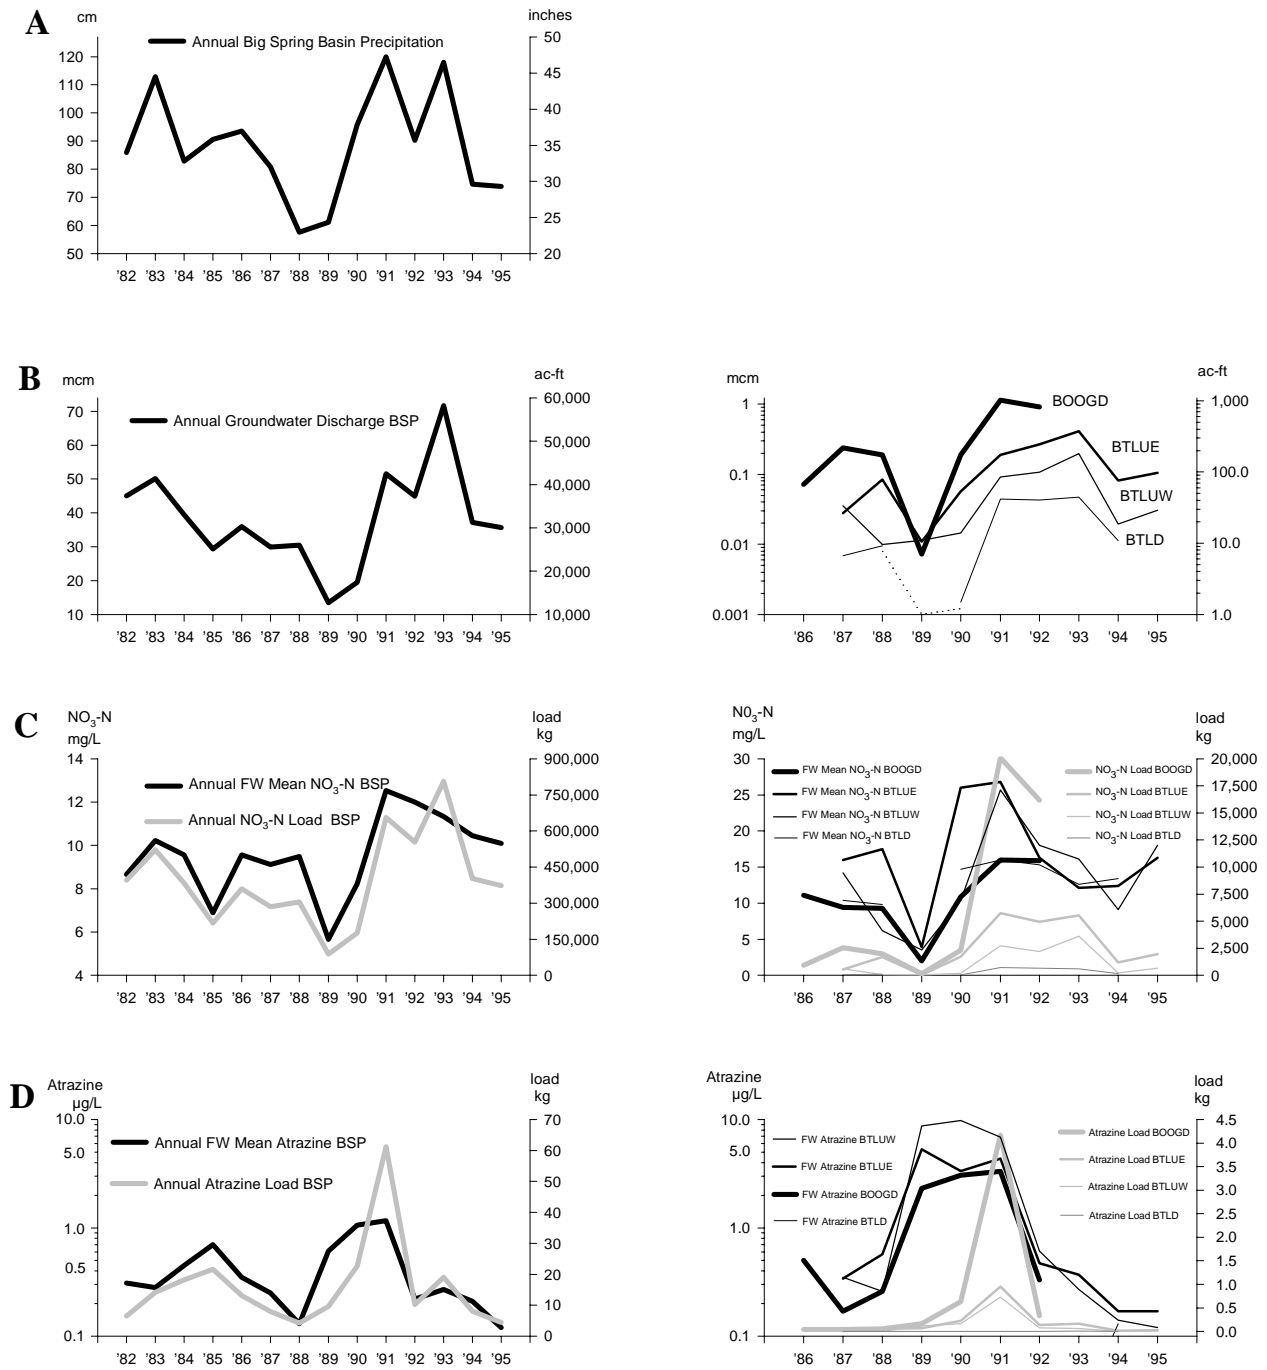 A
cm
inches
Annual Big Spring Basin Precipitation
120
110
100
90
80
70
60
50
50
45
40
35
30
25
20
'82 '83 '84 '85 '86 '87 '88 '89 '90 '91 '92 '93 '94 '95
B
mcm
ac-ft
Annual Groundwater Discharge BSP
70
60
50
40
30
20
10
60,000
50,000
40,000
30,000
20,000
10,000
'82 '83 '84 '85 '86 '87 '88 '89 '90 '91 '92 '93 '94 '95
mcm
ac-ft
1
0.1
0.01
0.001
BOOGD
BTLUE
BTLUW
BTLD
1,000
100.0
10.0
1.0
'86 '87 '88 '89 '90 '91 '92 '93 '94 '95
C
NO3-N
mg/L
load
kg
Annual FW Mean NO3-N BSP
Annual NO3-N Load BSP
14
12
10
8
6
4
900,000
750,000
600,000
450,000
300,000
150,000
0
'82 '83 '84 '85 '86 '87 '88 '89 '90 '91 '92 '93 '94 '95
N03-N
mg/L
load
kg
30
25
20
15
10
5
0
FW Mean NO3-N BOOGD
FW Mean NO3-N BTLUE
FW Mean NO3-N BTLUW
FW Mean NO3-N BTLD
NO3-N Load BOOGD
NO3-N Load BTLUE
NO3-N Load BTLUW
NO3-N Load BTLD
20,000
17,500
15,000
12,500
10,000
7,500
5,000
2,500
0
'86 '87 '88 '89 '90 '91 '92 '93 '94 '95
D
Atrazine
µg/L
load
kg
Annual FW Mean Atrazine BSP
Annual Atrazine Load BSP
10.0
5.0
1.0
0.5
0.1
70
60
50
40
30
20
10
0
'82 '83 '84 '85 '86 '87 '88 '89 '90 '91 '92 '93 '94 '95
Atrazine
µg/L
load
kg
10.0
5.0
1.0
0.1
FW Atrazine BTLUW
FW Atrazine BTLUE
FW Atrazine BOOGD
FW Atrazine BTLD
Atrazine Load BOOGD
Atrazine Load BTLUE
Atrazine Load BTLUW
Atrazine Load BTLD
4.5
4.0
3.5
3.0
2.5
2.0
1.5
1.0
0.5
0.0
'86 '87 '88 '89 '90 '91 '92 '93 '94 '95